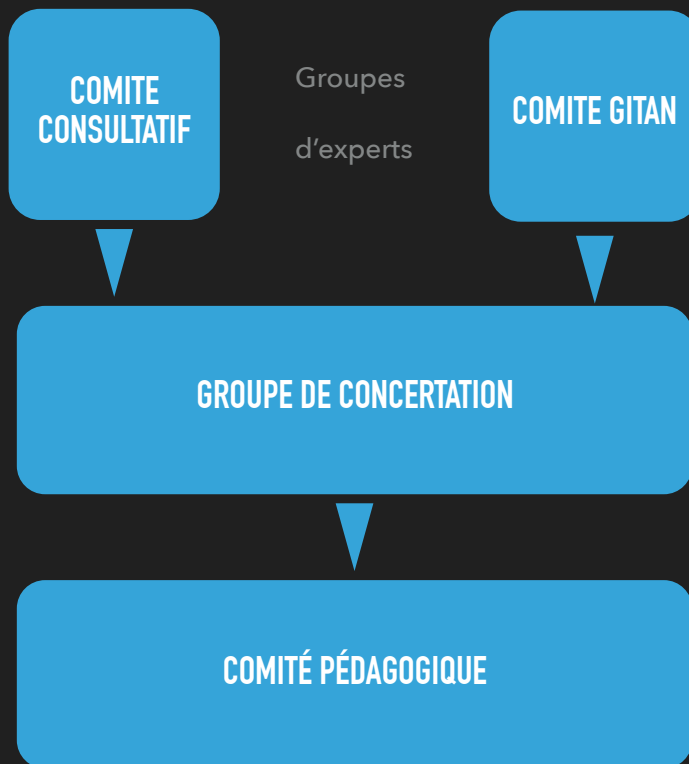 COMITE
CONSULTATIF
Groupes
d’experts
COMITE GITAN
GROUPE DE CONCERTATION
COMITÉ PÉDAGOGIQUE